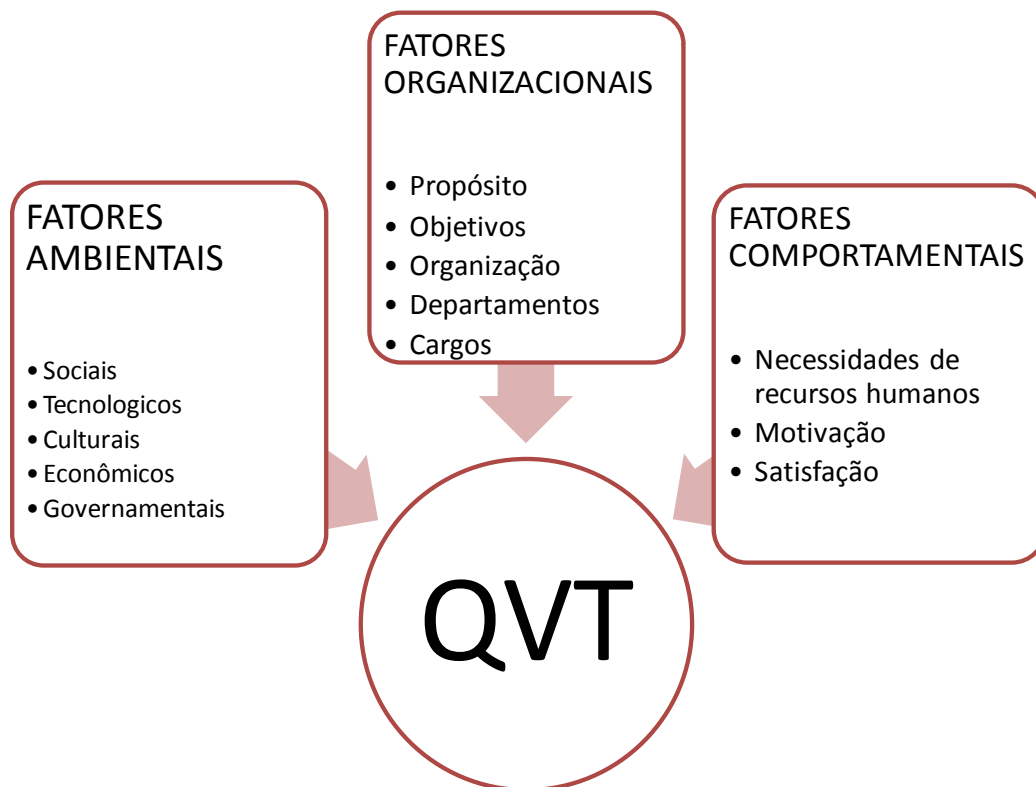 FATORES
AMBIENTAIS
• Sociais
• Tecnologicos
• Culturais
• Econômicos
• Governamentais
FATORES
ORGANIZACIONAIS
• Propósito
• Objetivos
• Organização
• Departamentos
• Cargos
FATORES
COMPORTAMENTAIS
• Necessidades de
recursos humanos
• Motivação
• Satisfação
QVT